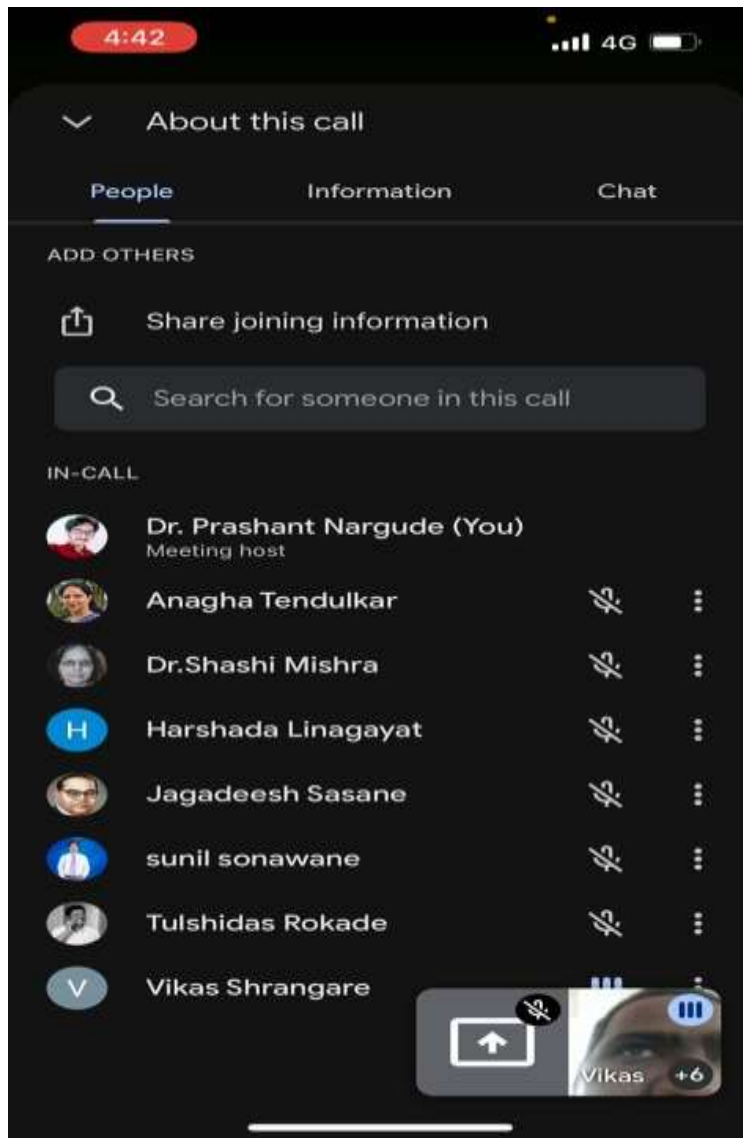 4:42
4G
About this call
People Information Chat
ADD OTHERS
Share joining information
Search for someone in this call
IN-CALL
Dr. Prashant Nargude (You)
Meeting host
Anagha Tendulkar
Dr.Shashi Mishra
H Harshada Linagayat
Jagadeesh Sasane
sunil sonawane
Tulshidas Rokade
V Vikas Shrangare
Vikas +6